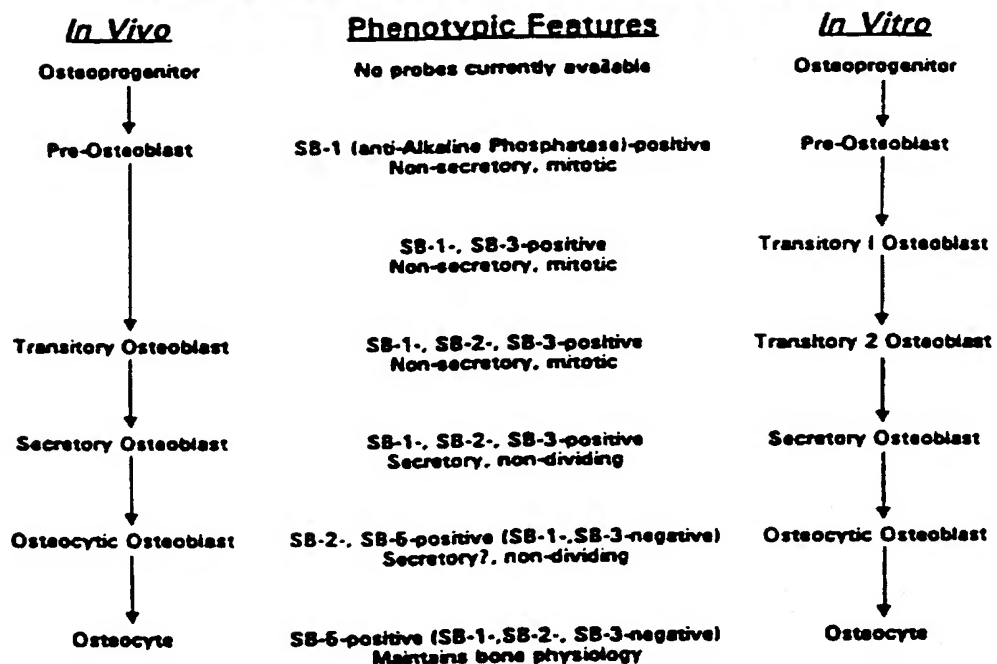 In Vivo Phenotypic Features In Vitro
Osteoprogenitor No probes currently available Osteoprogenitor
Pre-Osteoblast SB-1 (anti-Alkaline Phosphatase)-positive Pre-Osteoblast
Non-secretory, mitotic
SB-1-, SB-3-positive Transitory 1 Osteoblast
Non-secretory, mitotic
Transitory Osteoblast SB-1-, SB-2-, SB-3-positive Transitory 2 Osteoblast
Non-secretory, mitotic
Secretory Osteoblast SB-1-, SB-2-, SB-3-positive Secretory Osteoblast
Secretory, non-dividing
Osteocytic Osteoblast SB-2-, SB-5-positive (SB-1-,SB-3-negative) Osteocytic Osteoblast
Secretory?, non-dividing
Osteocyte SB-5-positive (SB-1-,SB-2-, SB-3-negative) Osteocyte
Maintains bone physiology